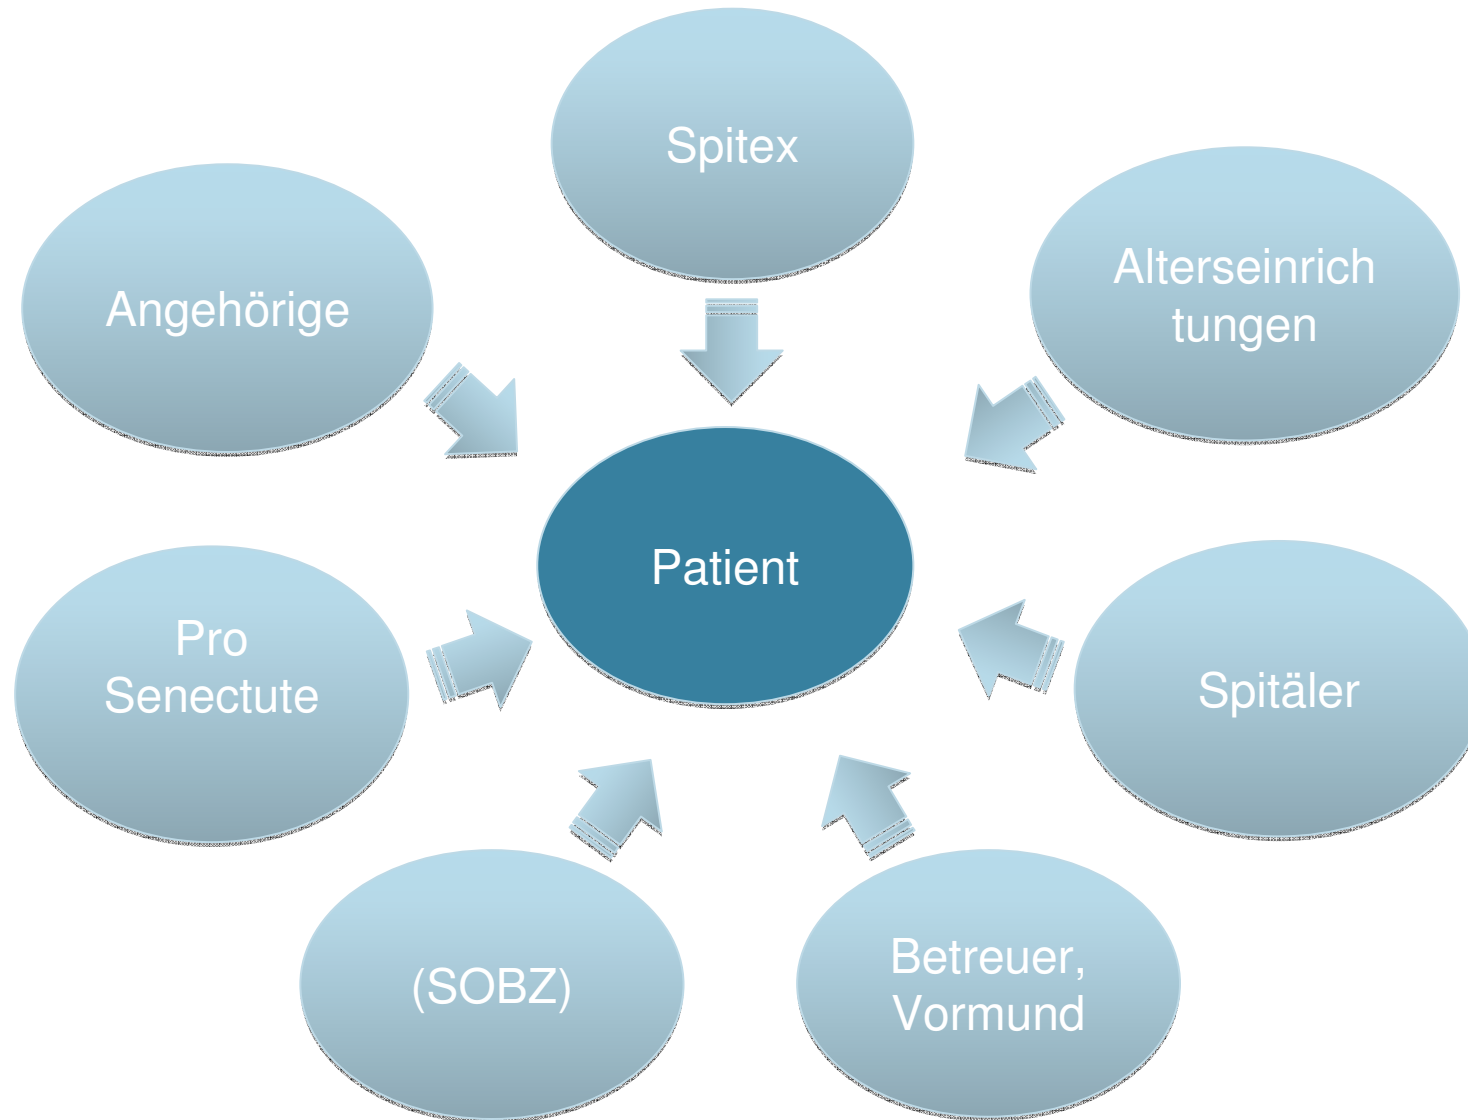 Spitex
Angehörige
Alterseinrich
tungen
Patient
Pro
Senectute
Spitäler
(SOBZ)
Betreuer,
Vormund